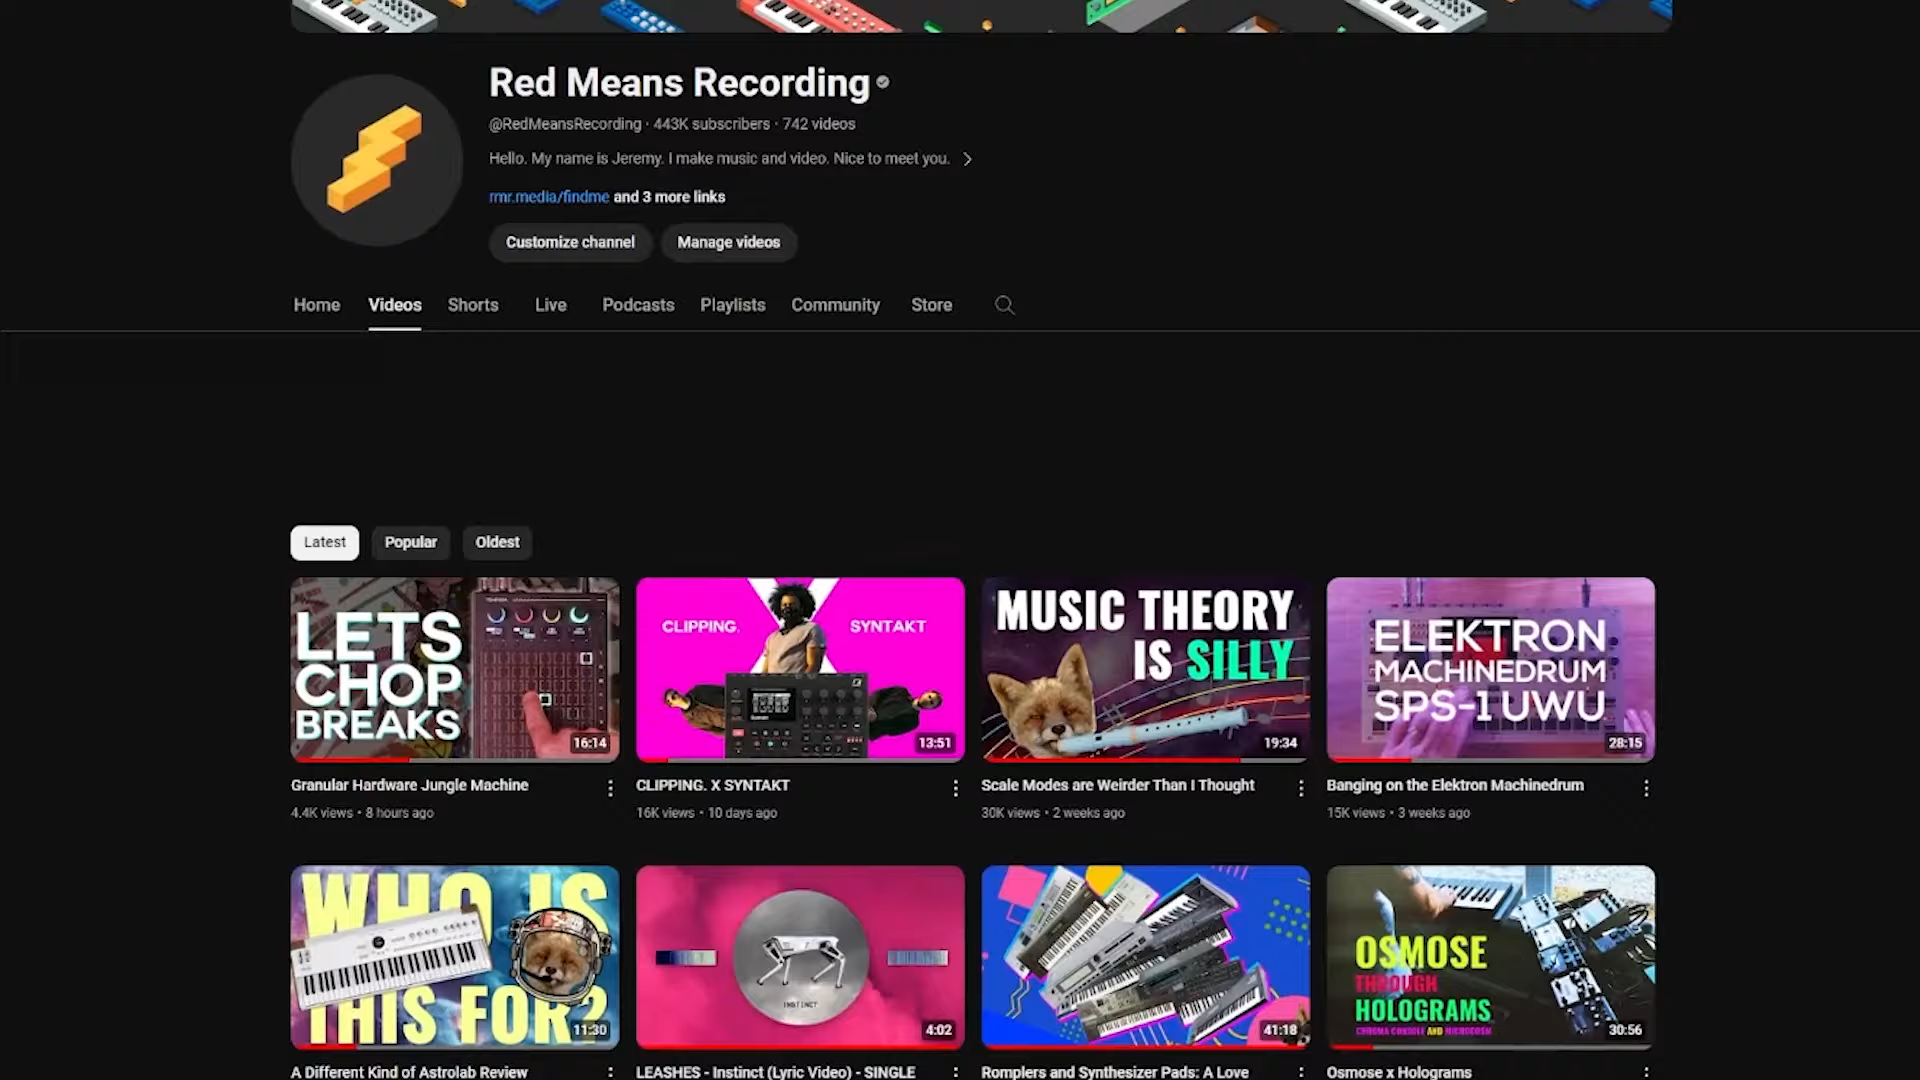 Red Means Recording
@RedMeansRecording · 443K subscribers · 742 videos
Hello. My name is Jeremy. I make music and video. Nice to meet you.
rmr.media/findme and 3 more links
Customize channel
Manage videos
Home
Videos
Shorts
Live
Podcasts
Playlists
Community
Store
Latest
Popular
Oldest
LETS
CHOP
BREAKS
16:14
CLIPPING.
SYNTAKT
13:51
MUSIC THEORY
IS SILLY
19:34
ELEKTRON
MACHINEDRUM
SPS-1 UWU
28:15
Granular Hardware Jungle Machine
4.4K views • 8 hours ago
CLIPPING. X SYNTAKT
16K views • 10 days ago
Scale Modes are Weirder Than I Thought
30K views • 2 weeks ago
Banging on the Elektron Machinedrum
15K views • 3 weeks ago
WHO IS
THIS FOR?
11:30
INSTINCT
4:02
41:18
OSMOSE
THROUGH
HOLOGRAMS
CHROMA CONSOLE AND MICROCOSM
30:56
A Different Kind of Astrolab Review
LEASHES - Instinct (Lyric Video) - SINGLE
Romplers and Synthesizer Pads: A Love
Osmose x Holograms